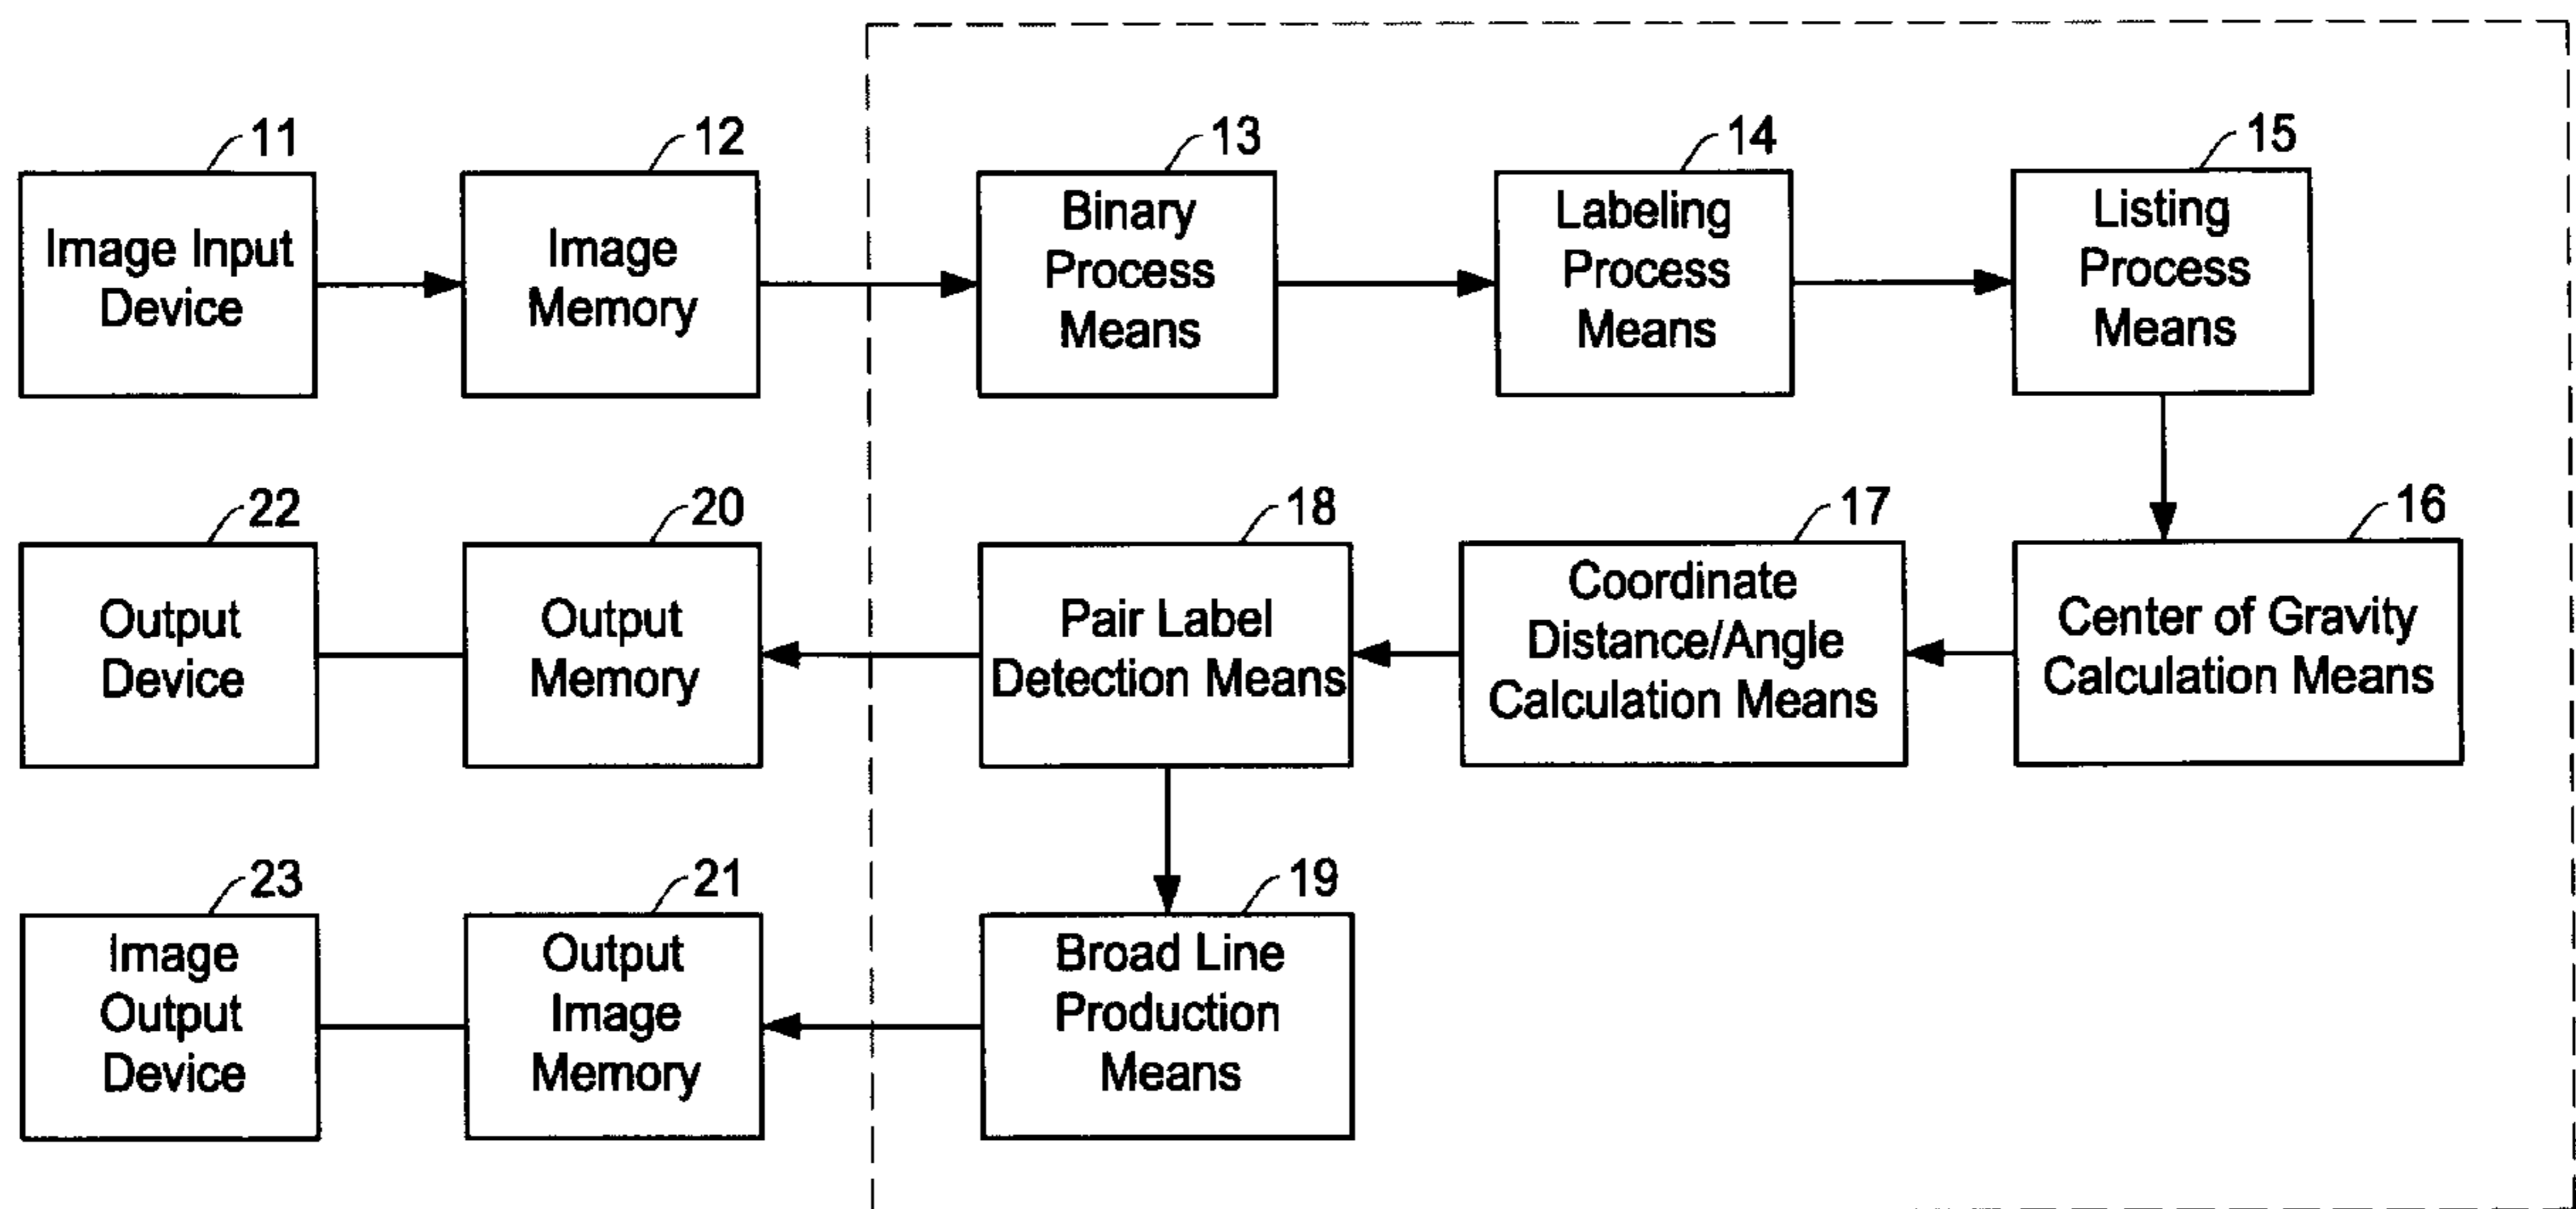 11
Image Input
Device
12
Image
Memory
13
Binary
Process
Means
14
Labeling
Process
Means
15
Listing
Process
Means
22
Output
Device
20
Output
Memory
18
Pair Label
Detection Means
17
Coordinate
Distance/Angle
Calculation Means
16
Center of Gravity
Calculation Means
23
Image
Output
Device
21
Output
Image
Memory
19
Broad Line
Production
Means